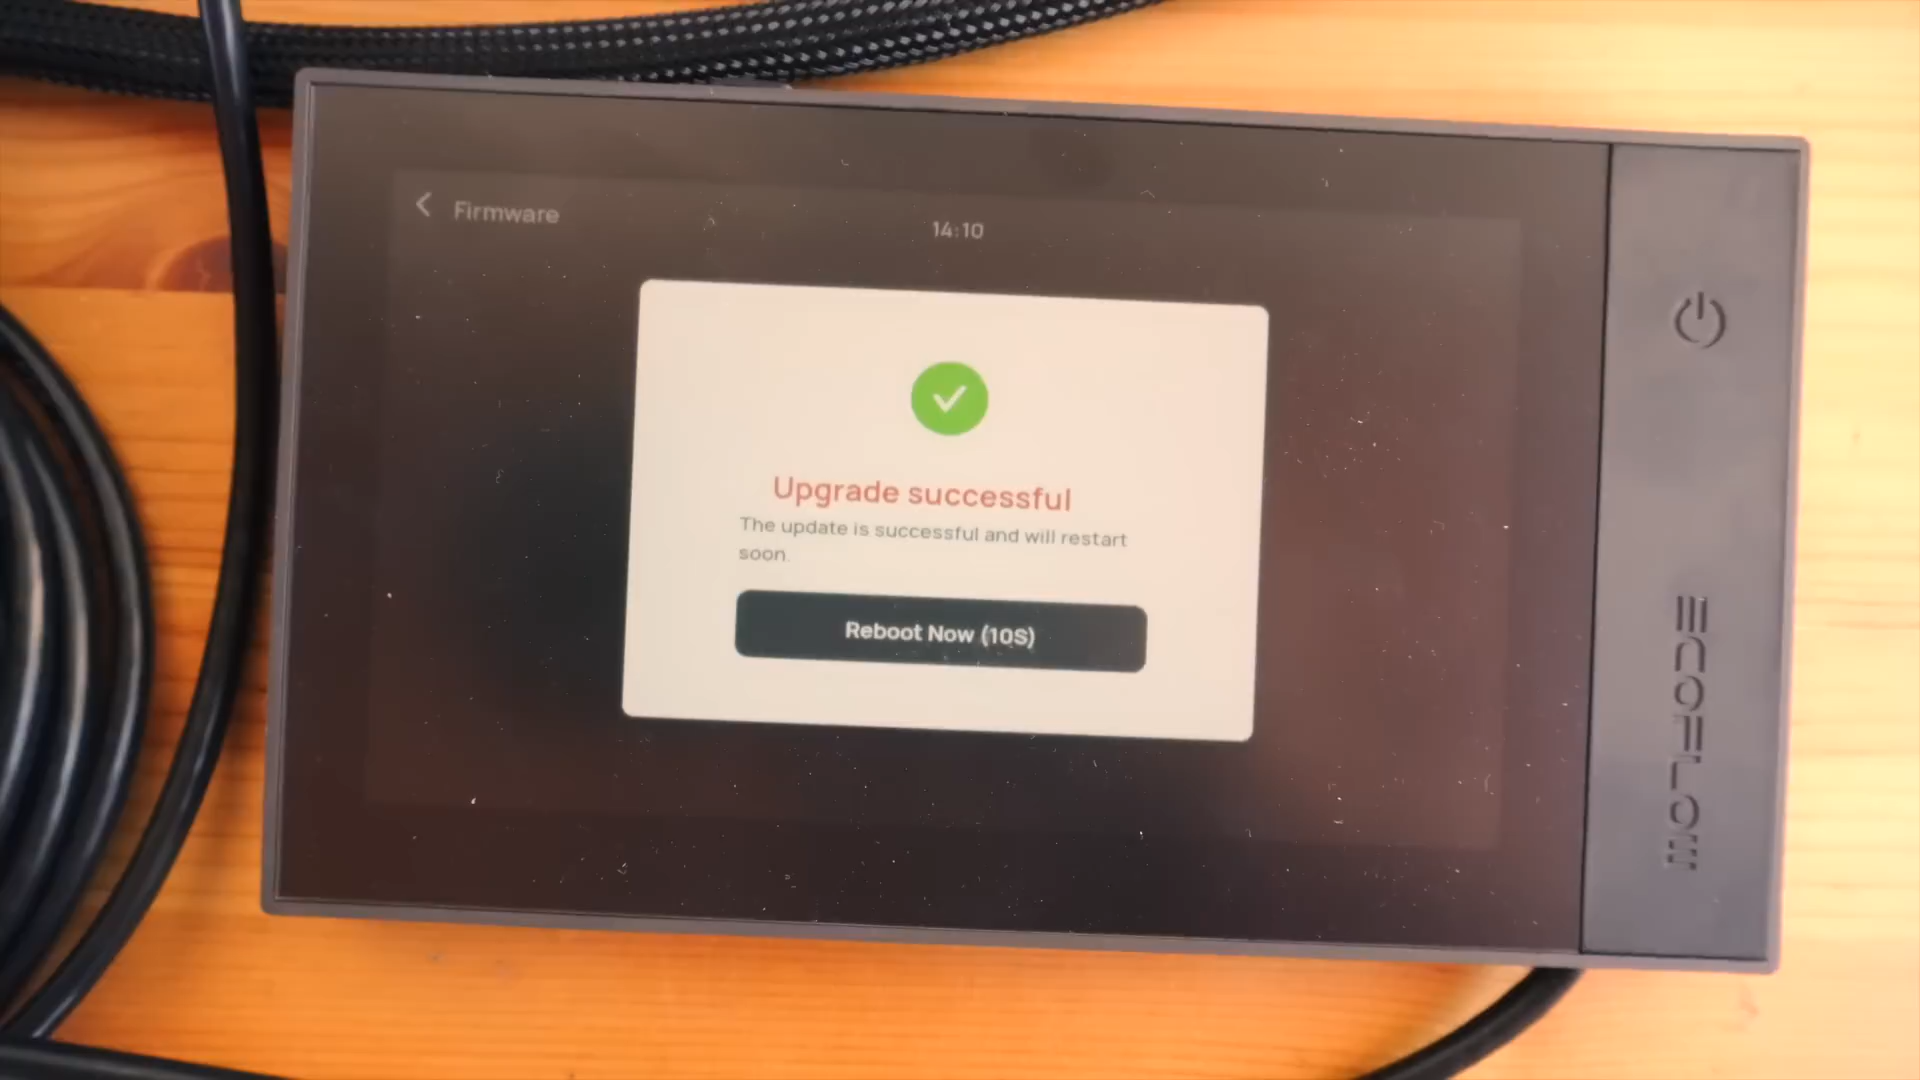 Firmware
14:10
Upgrade successful
The update is successful and will restart
soon.
Reboot Now (10S)
ECOFLOW